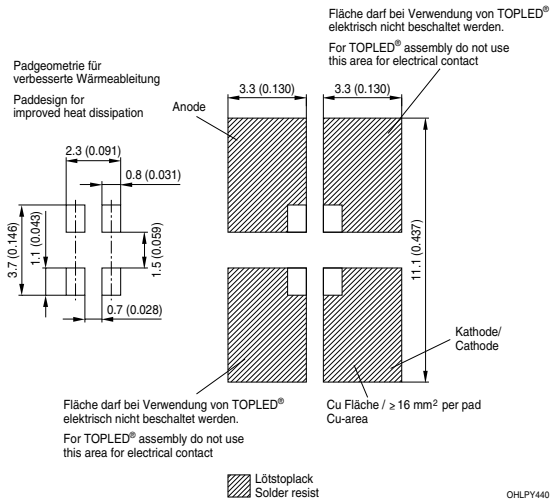 Fläche darf bei Verwendung von TOPLED®
elektrisch nicht beschaltet werden.
For TOPLED® assembly do not use
this area for electrical contact
Padgeometrie für
verbesserte Wärmeableitung
Paddesign for
improved heat dissipation
Anode
3.3 (0.130)
3.3 (0.130)
2.3 (0.091)
0.8 (0.031)
3.7 (0.146)
1.1 (0.043)
1.5 (0.059)
11.1 (0.437)
0.7 (0.028)
Kathode/
Cathode
Fläche darf bei Verwendung von TOPLED®
elektrisch nicht beschaltet werden.
For TOPLED® assembly do not use
this area for electrical contact
Cu Fläche / ≥ 16 mm² per pad
Cu-area
Lötstoplack
Solder resist
OHLPY440